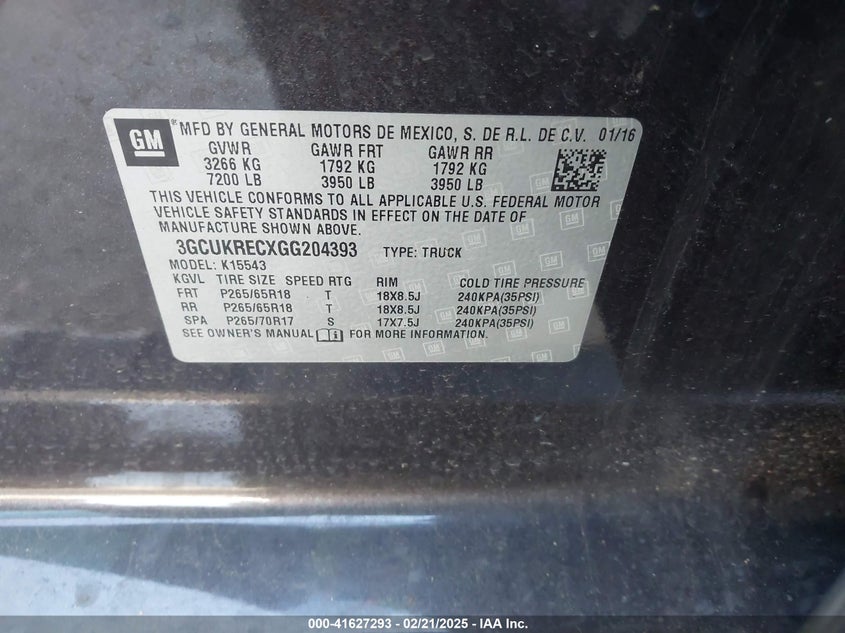 GM ® MFD BY GENERAL MOTORS DE MEXICO, S. DE R.L. DE C.V. 01/16
GVWR GAWR FRT GAWR RR
3266 KG 1792 KG 1792 KG
7200 LB 3950 LB 3950 LB
THIS VEHICLE CONFORMS TO ALL APPLICABLE U.S. FEDERAL MOTOR
VEHICLE SAFETY STANDARDS IN EFFECT ON THE DATE OF
MANUFACTURE SHOWN ABOVE.
3GCUKRECXGG204393 TYPE: TRUCK
MODEL: K15543
KGVL TIRE SIZE SPEED RTG RIM COLD TIRE PRESSURE
FRT P265/65R18 T 18X8.5J 240KPA(35PSI)
RR P265/65R18 T 18X8.5J 240KPA(35PSI)
SPA P265/70R17 S 17X7.5J 240KPA(35PSI)
SEE OWNER'S MANUAL FOR MORE INFORMATION.
000-41627293 - 02/21/2025 - IAA Inc.